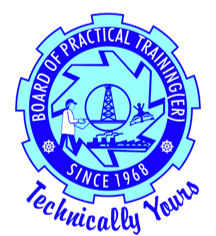 BOARD OF PRACTICAL TRAINING(ER)
SINCE 1968
Technically Yours